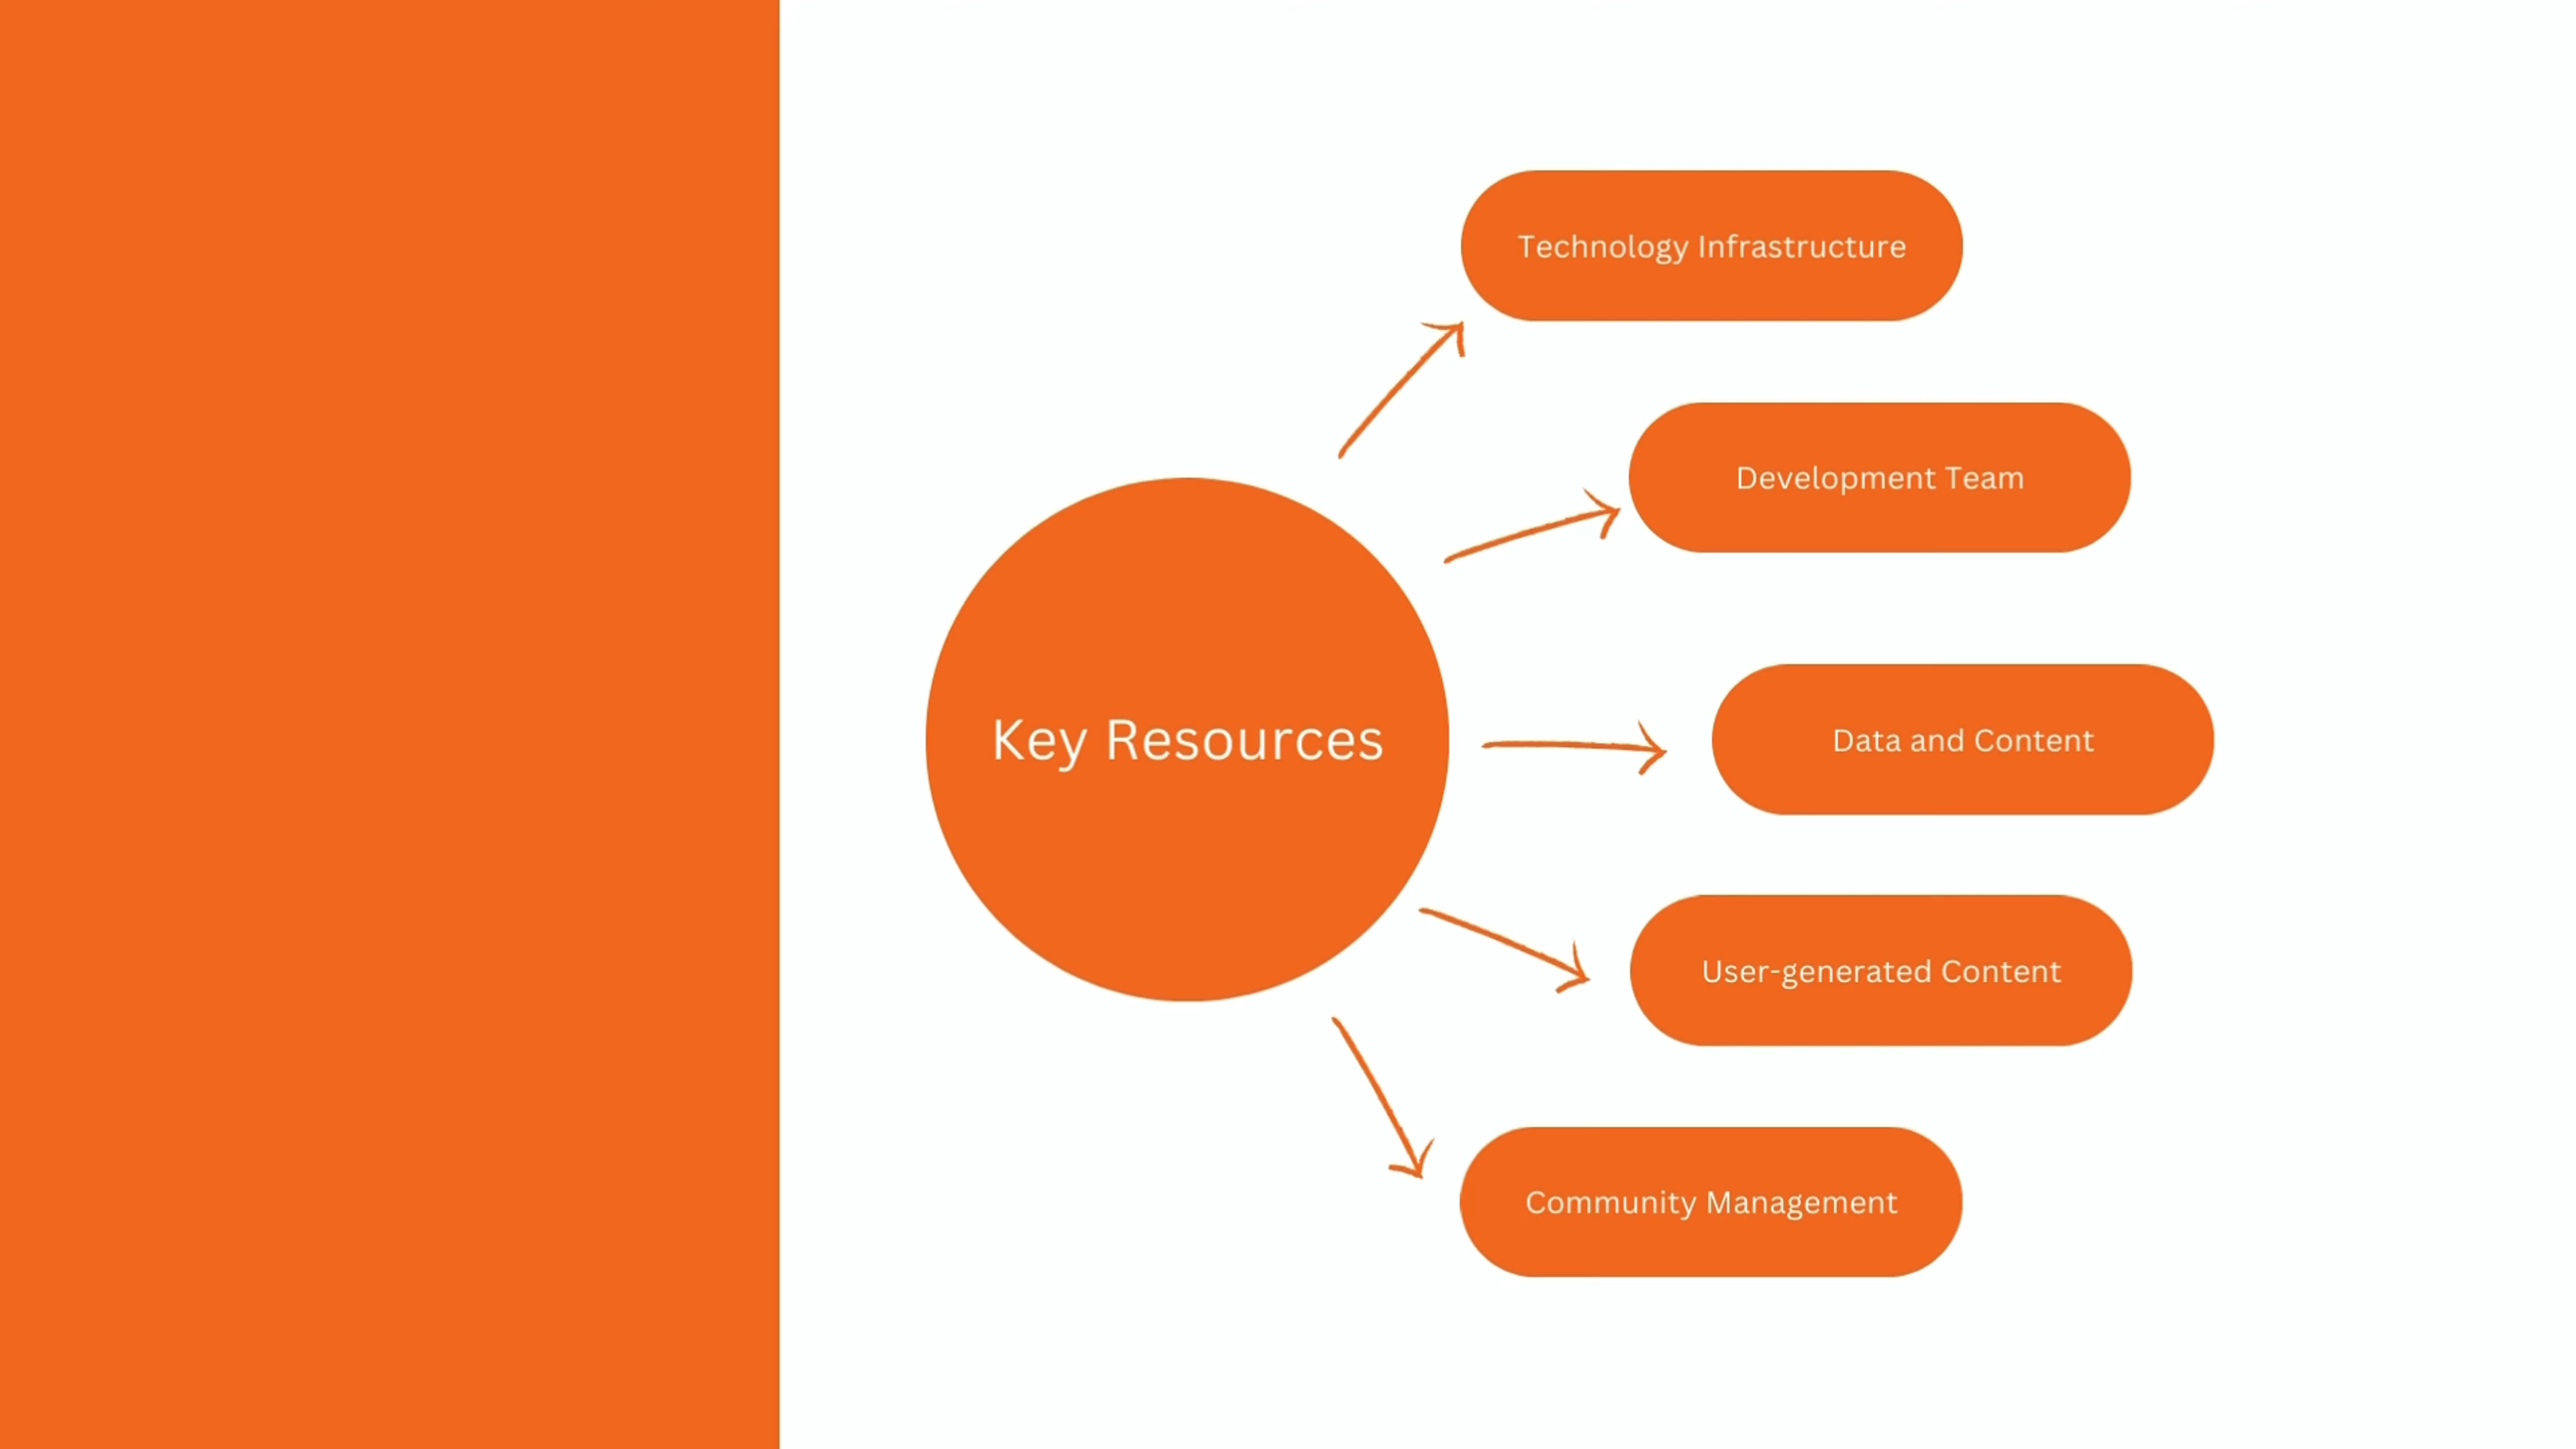 Key Resources
Technology Infrastructure
Development Team
Data and Content
User-generated Content
Community Management